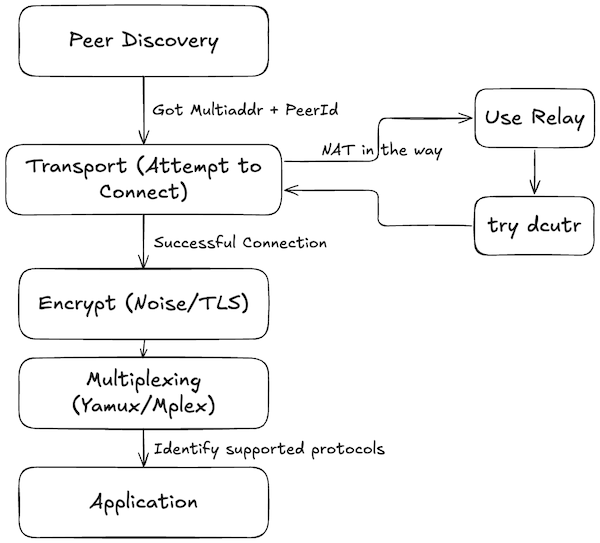 Peer Discovery
Got Multiaddr + PeerId
Use Relay
NAT in the way
Transport (Attempt to
Connect)
try dcutr
Successful Connection
Encrypt (Noise/TLS)
Multiplexing
(Yamux/Mplex)
Identify supported protocols
Application